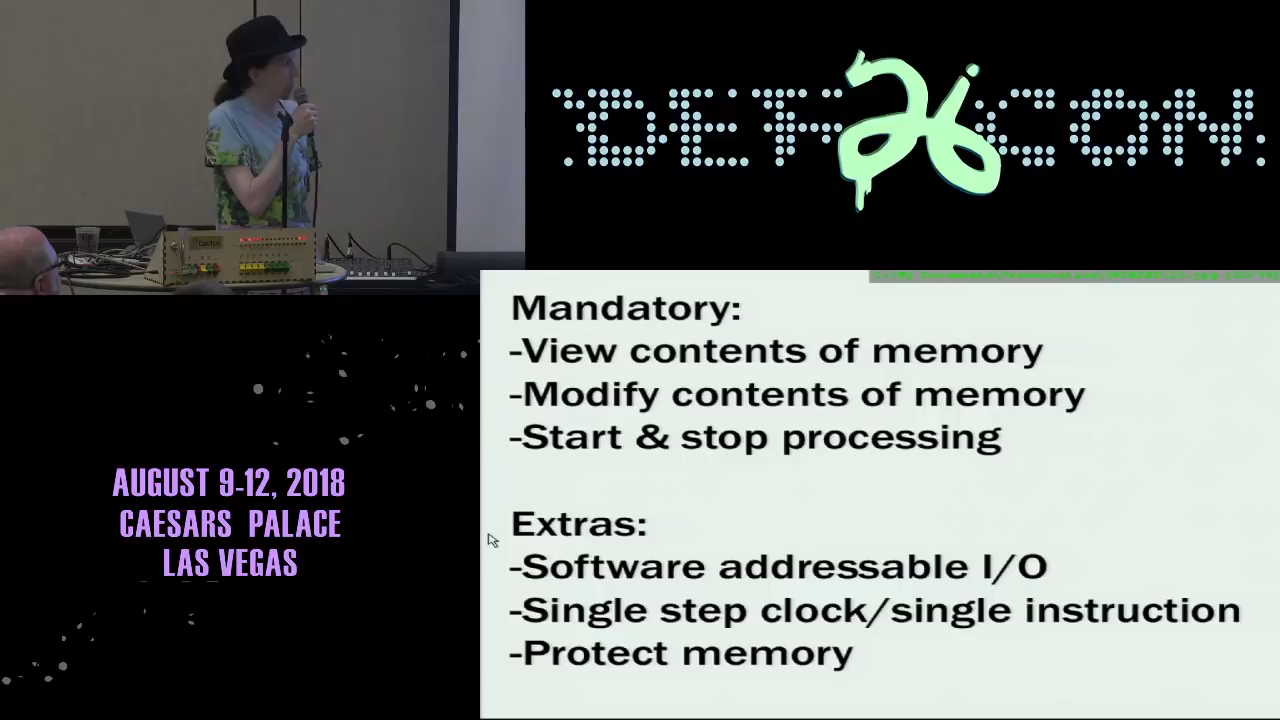 DEF 26 CON
Mandatory:
-View contents of memory
-Modify contents of memory
-Start & stop processing
Extras:
-Software addressable I/O
-Single step clock/single instruction
-Protect memory
AUGUST 9-12, 2018
CAESARS PALACE
LAS VEGAS